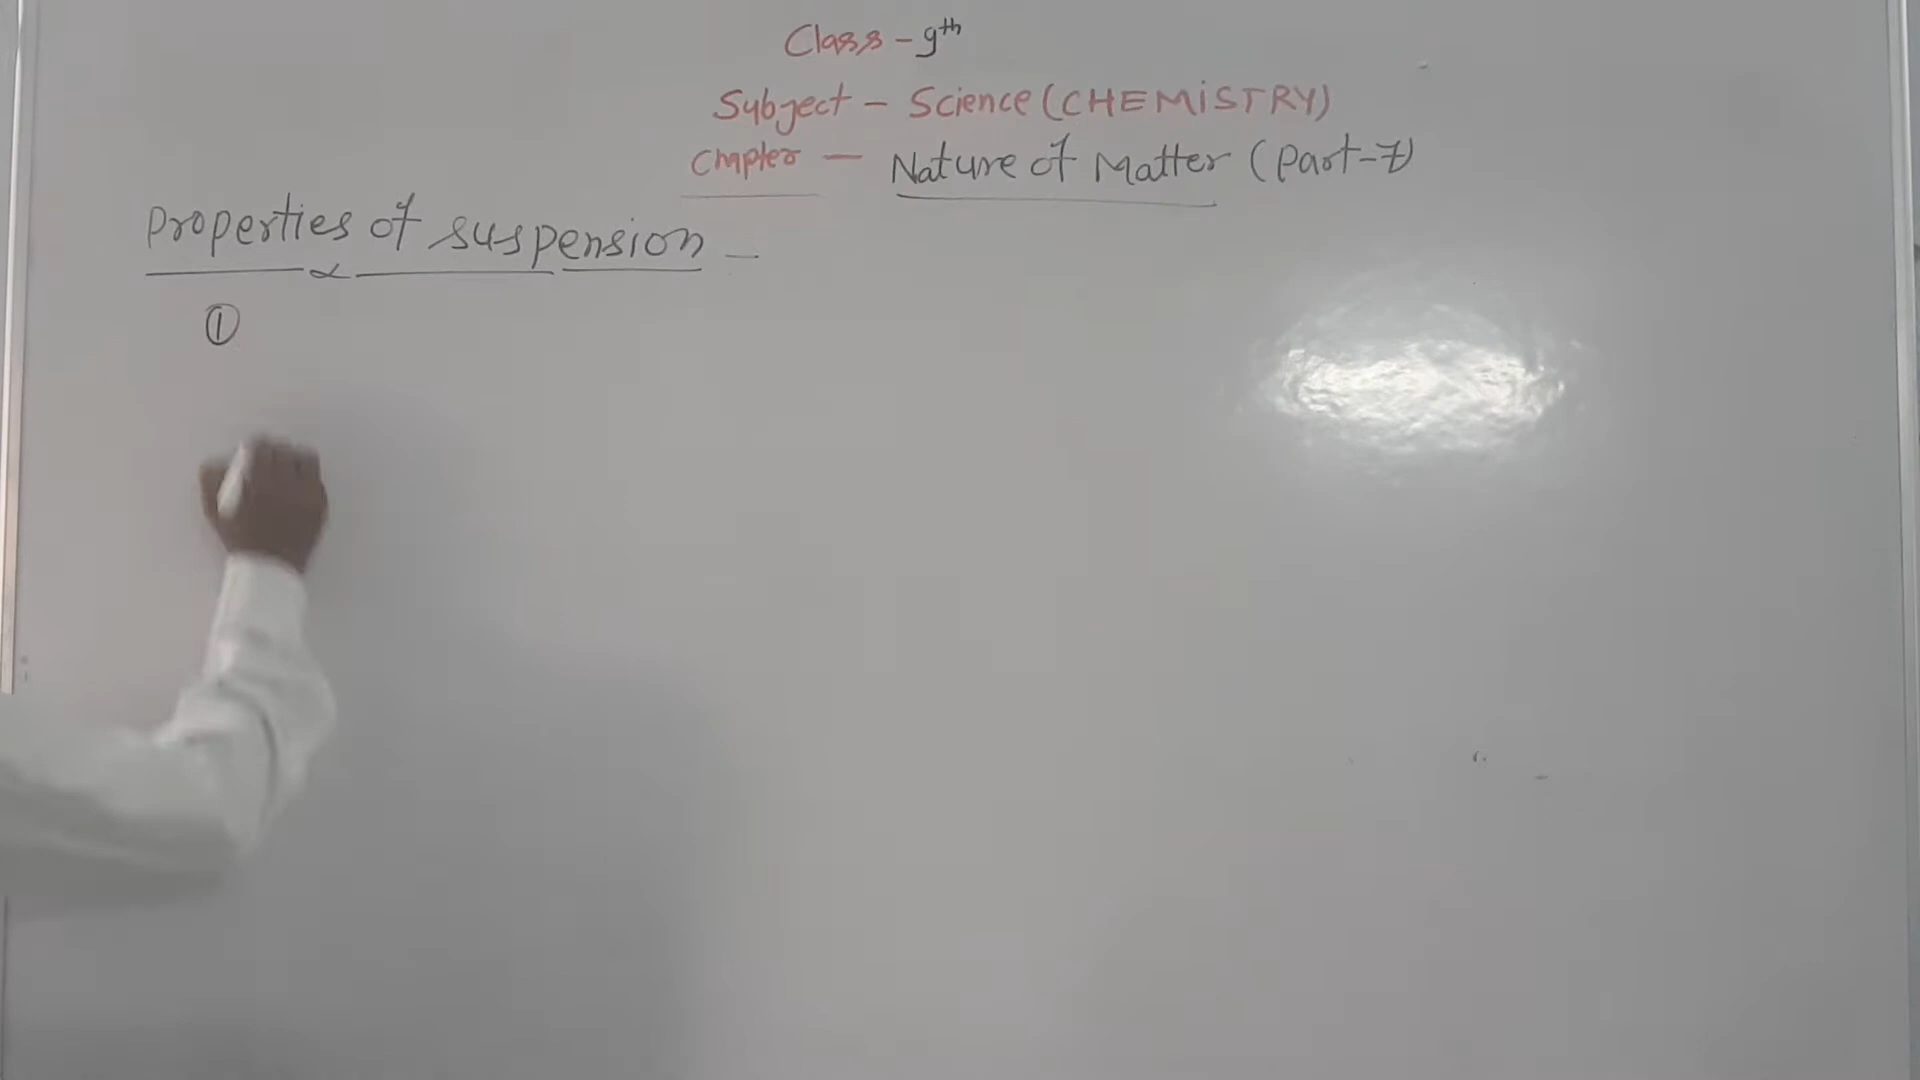 Class - 9th
Subject - Science (CHEMISTRY)
Chapter - Nature of Matter (Part-7)
Properties of suspension -
①